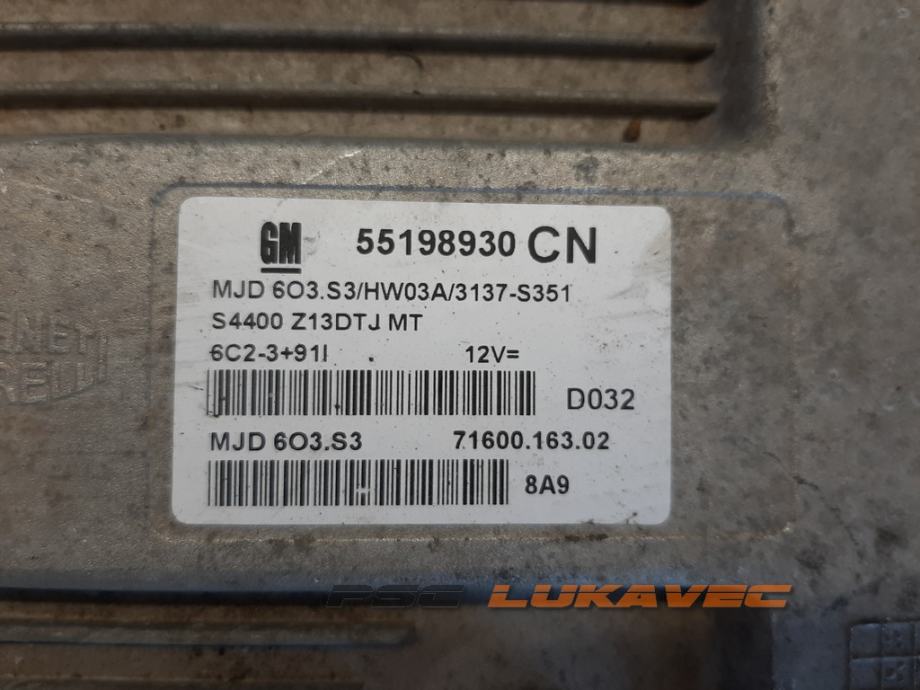 GM 55198930 CN
MJD 6O3.S3/HW03A/3137-S351
S4400 Z13DTJ MT
6C2-3+91I . 12V=
D032
MJD 6O3.S3 71600.163.02
8A9
PSC LUKAVEC